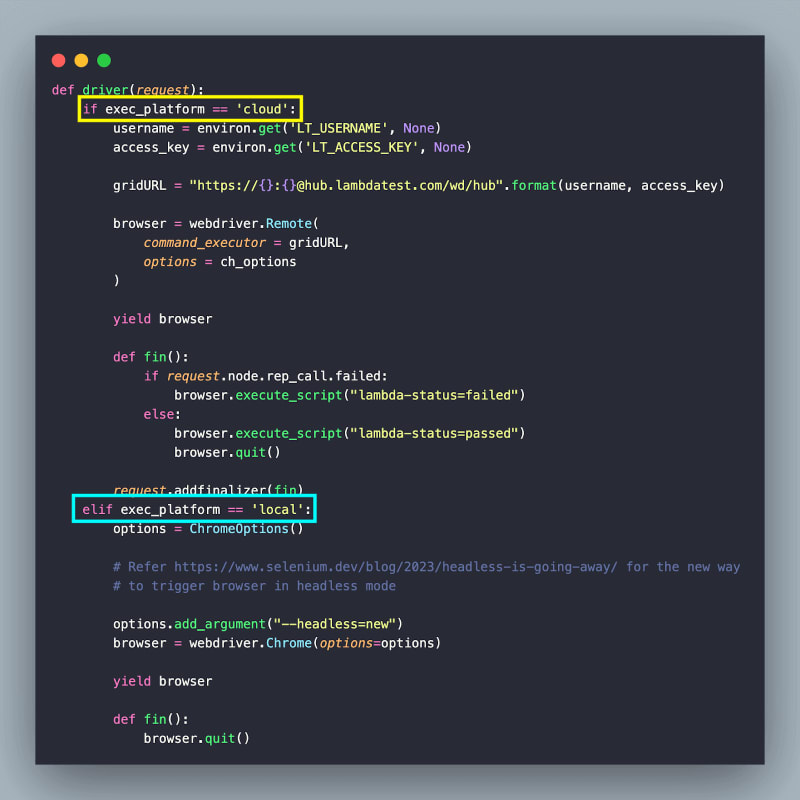 def driver(request):
    if exec_platform == 'cloud':
        username = environ.get('LT_USERNAME', None)
        access_key = environ.get('LT_ACCESS_KEY', None)

        gridURL = "https://{}:{}@hub.lambdatest.com/wd/hub".format(username, access_key)

        browser = webdriver.Remote(
            command_executor = gridURL,
            options = ch_options
        )

        yield browser

        def fin():
            if request.node.rep_call.failed:
                browser.execute_script("lambda-status=failed")
            else:
                browser.execute_script("lambda-status=passed")
                browser.quit()

        request.addfinalizer(fin)
    elif exec_platform == 'local':
        options = ChromeOptions()

        # Refer https://www.selenium.dev/blog/2023/headless-is-going-away/ for the new way
        # to trigger browser in headless mode

        options.add_argument("--headless=new")
        browser = webdriver.Chrome(options=options)

        yield browser

        def fin():
            browser.quit()